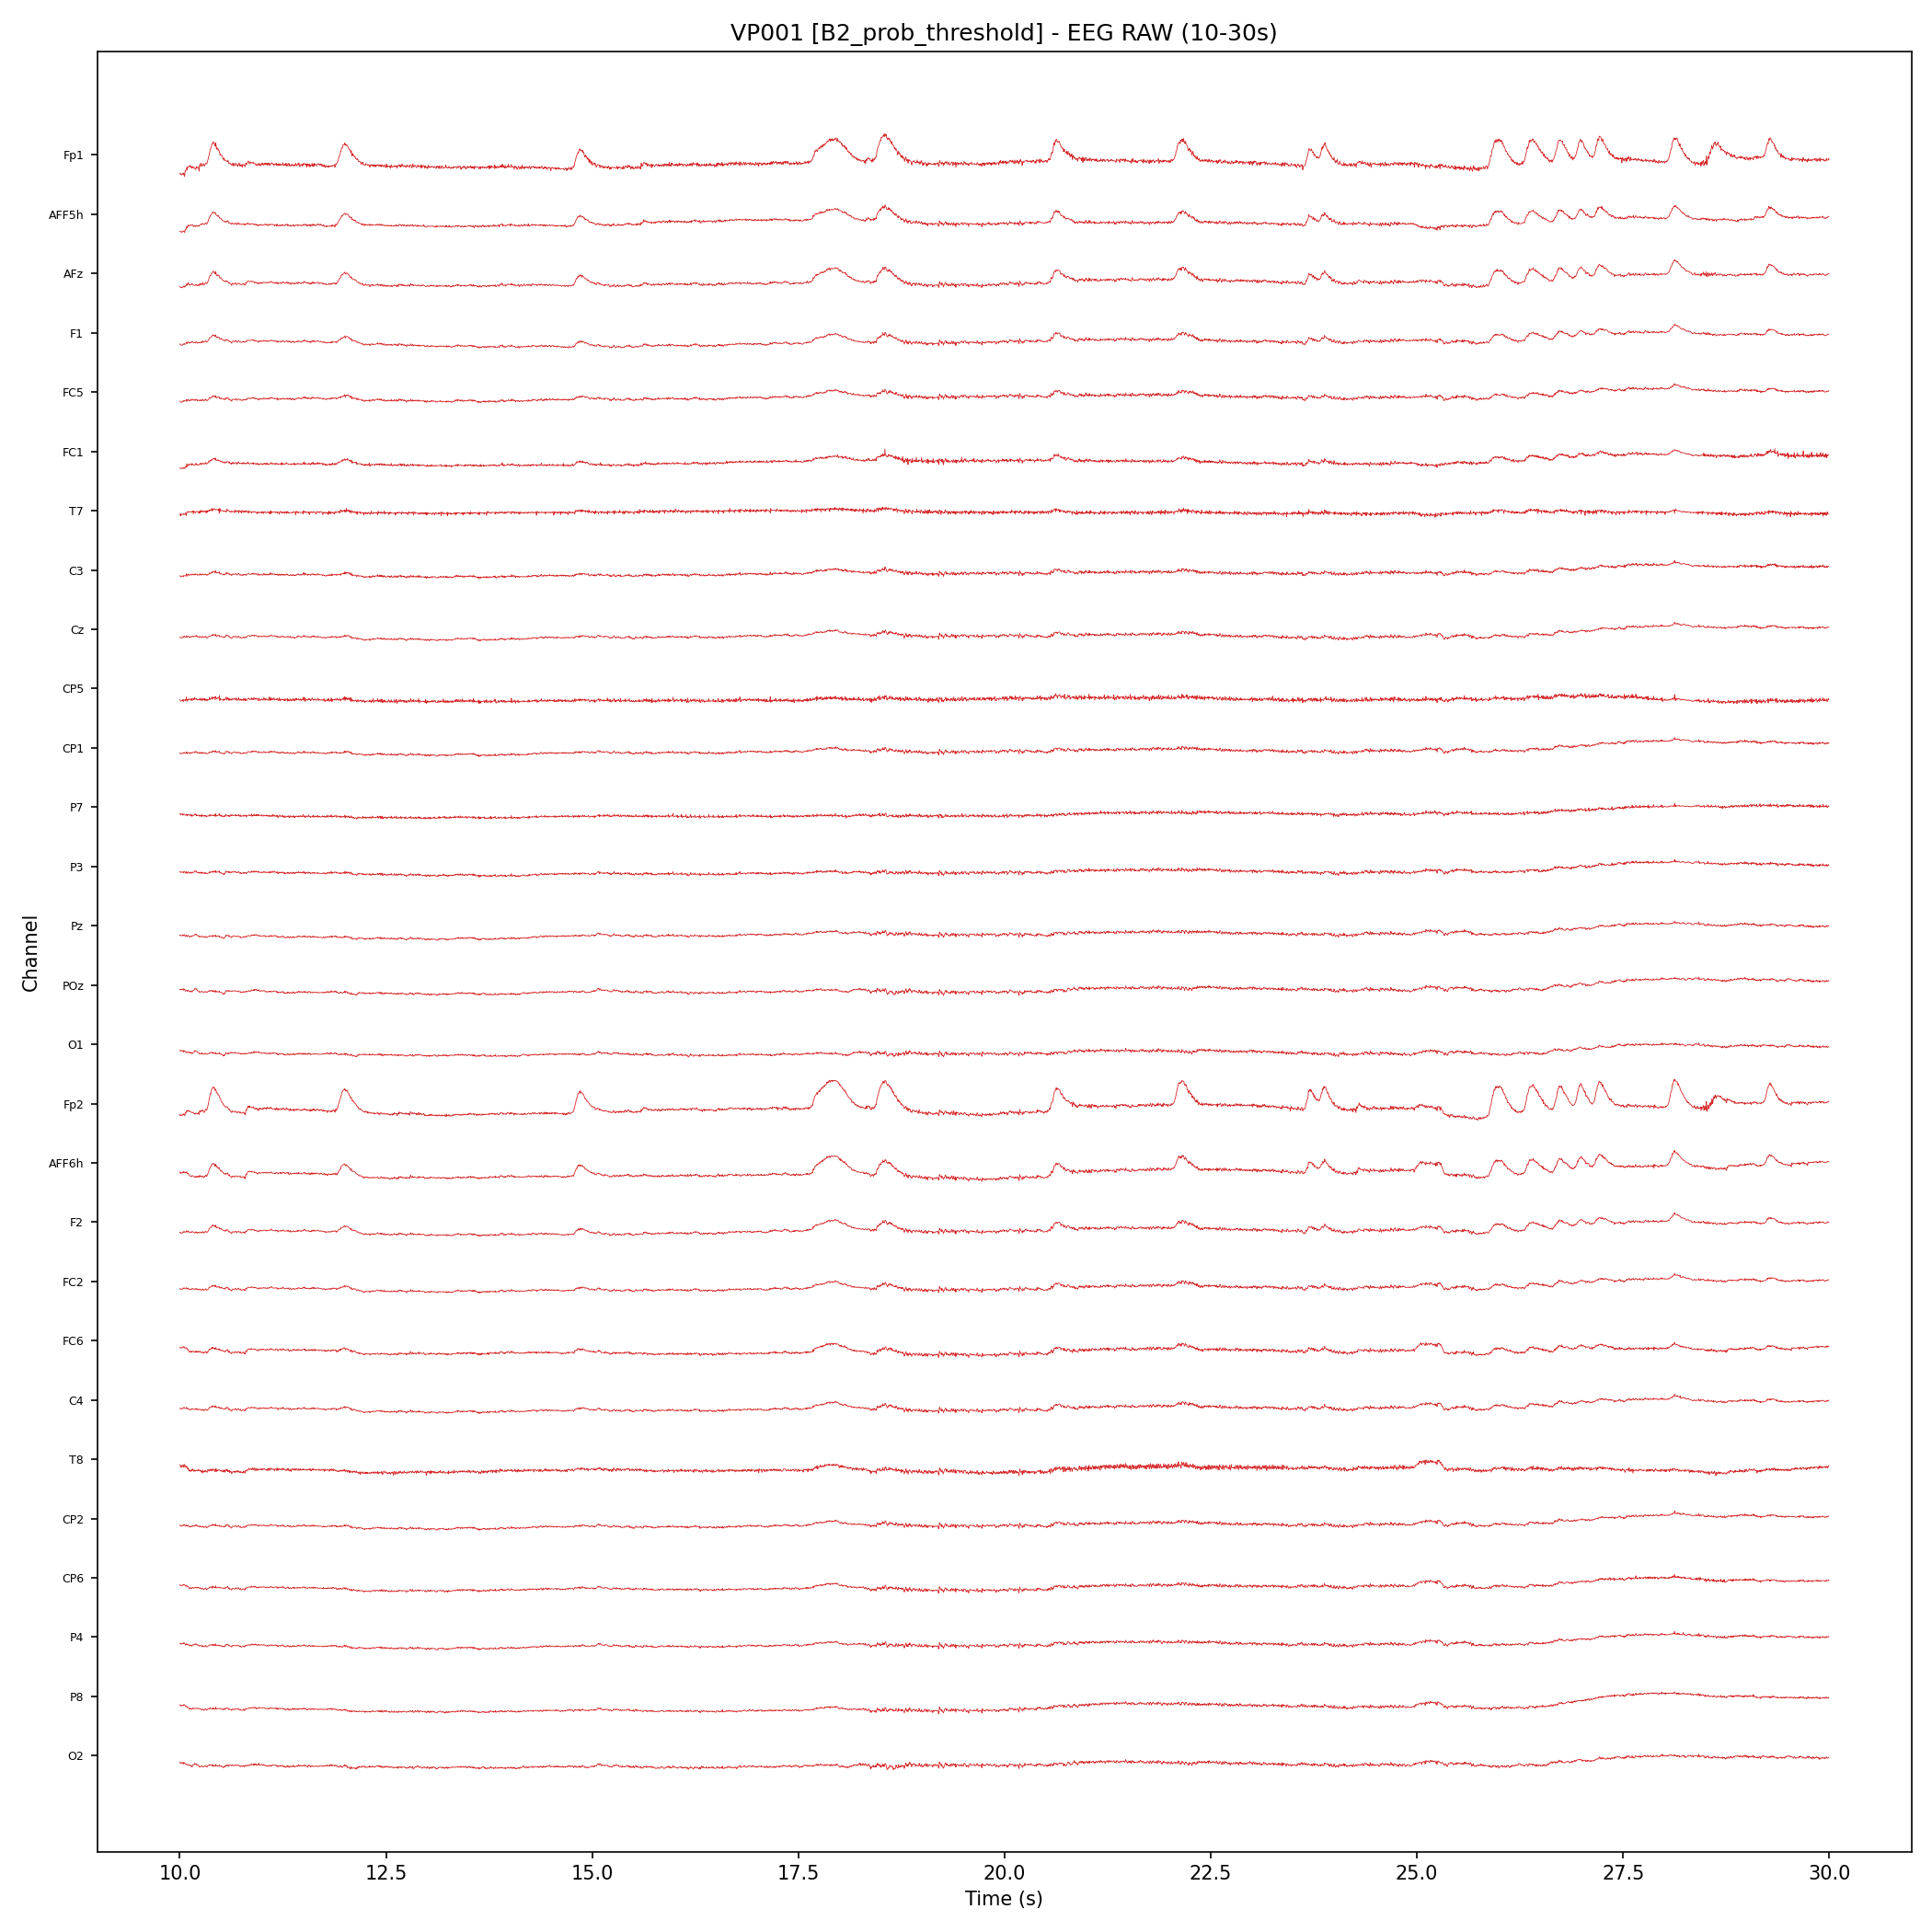 VP001 [B2_prob_threshold] - EEG RAW (10-30s)
Fp1
AFF5h
AFz
F1
FC5
FC1
T7
C3
Cz
CP5
CP1
P7
P3
Pz
POz
O1
Fp2
AFF6h
F2
FC2
FC6
C4
T8
CP2
CP6
P4
P8
O2
Channel
10.0 12.5 15.0 17.5 20.0 22.5 25.0 27.5 30.0
Time (s)